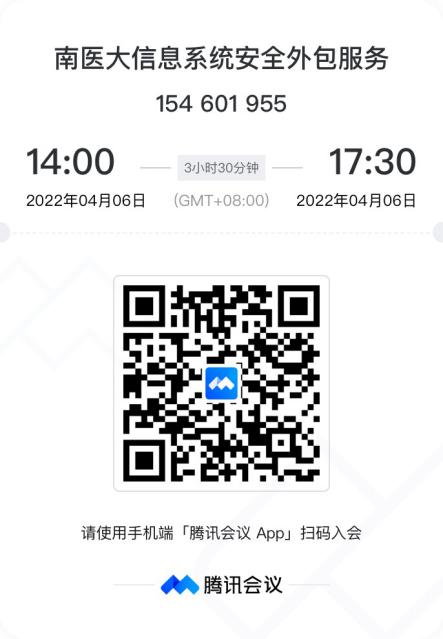 南医大信息系统安全外包服务
154 601 955
14:00 3小时30分钟 17:30
2022年04月06日 (GMT+08:00) 2022年04月06日
请使用手机端「腾讯会议 App」扫码入会
腾讯会议